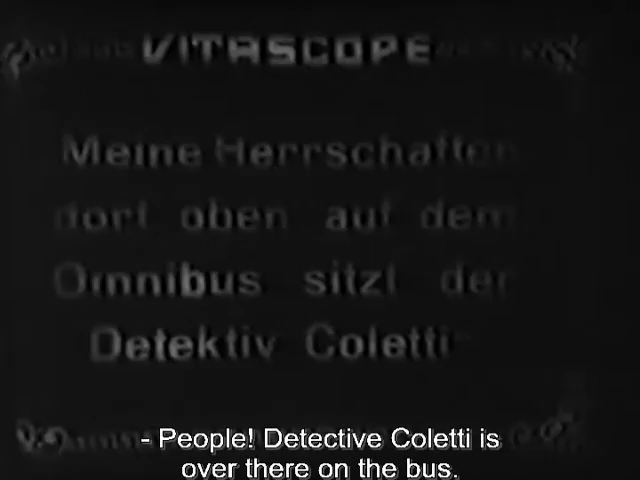 VITASCOPE
Meine Herrschaften
dort oben auf dem
Omnibus sitzt der
Detektiv Coletti
- People! Detective Coletti is
over there on the bus.